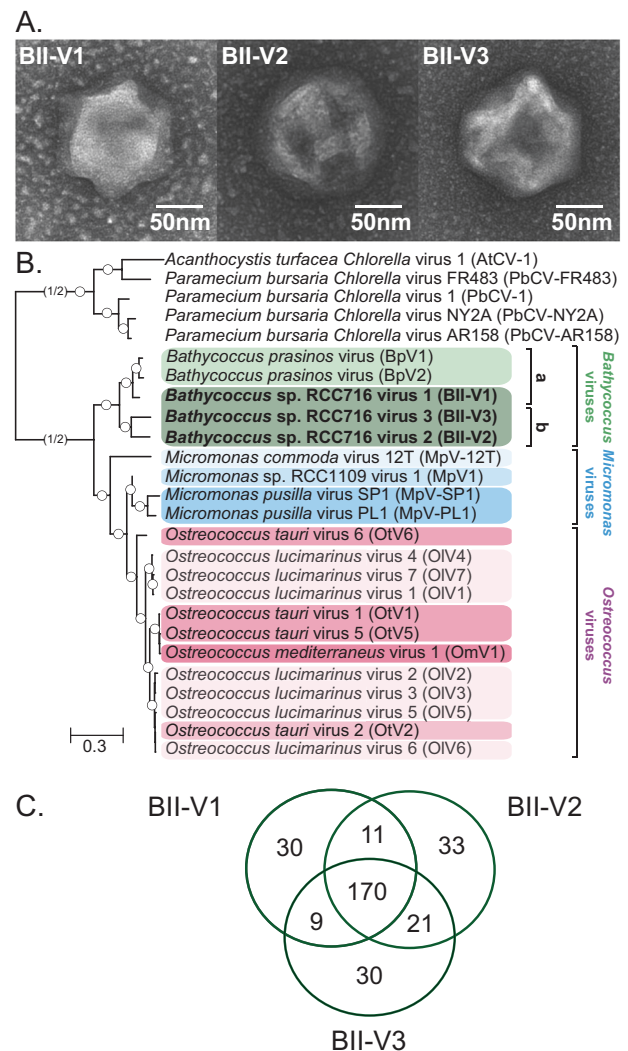 A.
BII-V1 BII-V2 BII-V3
50nm 50nm 50nm
B.
Acanthocystis turfacea Chlorella virus 1 (AtCV-1)
(1/2) Paramecium bursaria Chlorella virus FR483 (PbCV-FR483)
Paramecium bursaria Chlorella virus 1 (PbCV-1)
Paramecium bursaria Chlorella virus NY2A (PbCV-NY2A)
Paramecium bursaria Chlorella virus AR158 (PbCV-AR158)
Bathycoccus prasinos virus (BpV1)
Bathycoccus prasinos virus (BpV2)
Bathycoccus sp. RCC716 virus 1 (BII-V1)
Bathycoccus sp. RCC716 virus 3 (BII-V3)
(1/2) Bathycoccus sp. RCC716 virus 2 (BII-V2)
a
b
Bathycoccus
viruses
Micromonas commoda virus 12T (MpV-12T)
Micromonas sp. RCC1109 virus 1 (MpV1)
Micromonas pusilla virus SP1 (MpV-SP1)
Micromonas pusilla virus PL1 (MpV-PL1)
Micromonas
viruses
Ostreococcus tauri virus 6 (OtV6)
Ostreococcus lucimarinus virus 4 (OlV4)
Ostreococcus lucimarinus virus 7 (OlV7)
Ostreococcus lucimarinus virus 1 (OlV1)
Ostreococcus tauri virus 1 (OtV1)
Ostreococcus tauri virus 5 (OtV5)
Ostreococcus mediterraneus virus 1 (OmV1)
Ostreococcus lucimarinus virus 2 (OlV2)
Ostreococcus lucimarinus virus 3 (OlV3)
Ostreococcus lucimarinus virus 5 (OlV5)
Ostreococcus tauri virus 2 (OtV2)
Ostreococcus lucimarinus virus 6 (OlV6)
Ostreococcus
viruses
0.3
C.
BII-V1 BII-V2
30 11 33
170
9 21
30
BII-V3